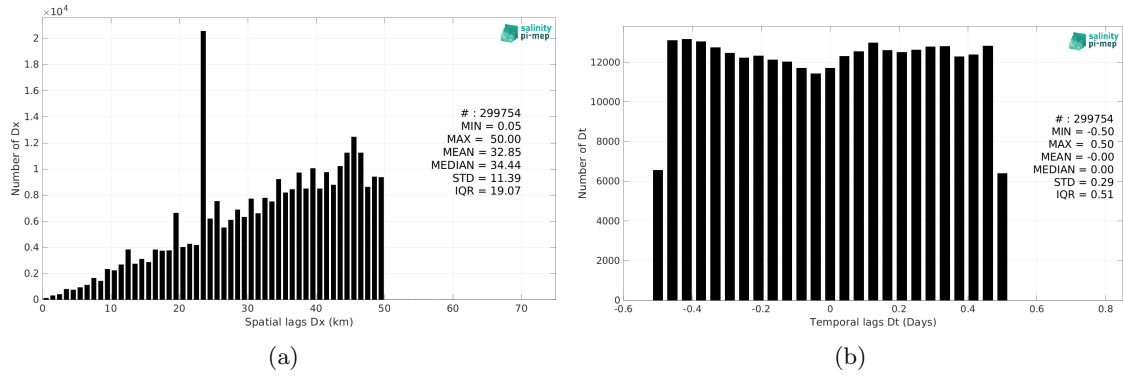 ×10⁴
2
1.8
1.6
1.4
1.2
1
0.8
0.6
0.4
0.2
0
Number of Dx
0 10 20 30 40 50 60 70
Spatial lags Dx (km)
salinity
pi-mep
# : 299754
MIN = 0.05
MAX = 50.00
MEAN = 32.85
MEDIAN = 34.44
STD = 11.39
IQR = 19.07
(a)
12000
10000
8000
6000
4000
2000
0
Number of Dt
-0.6 -0.4 -0.2 0 0.2 0.4 0.6 0.8
Temporal lags Dt (Days)
salinity
pi-mep
# : 299754
MIN = -0.50
MAX = 0.50
MEAN = -0.00
MEDIAN = 0.00
STD = 0.29
IQR = 0.51
(b)